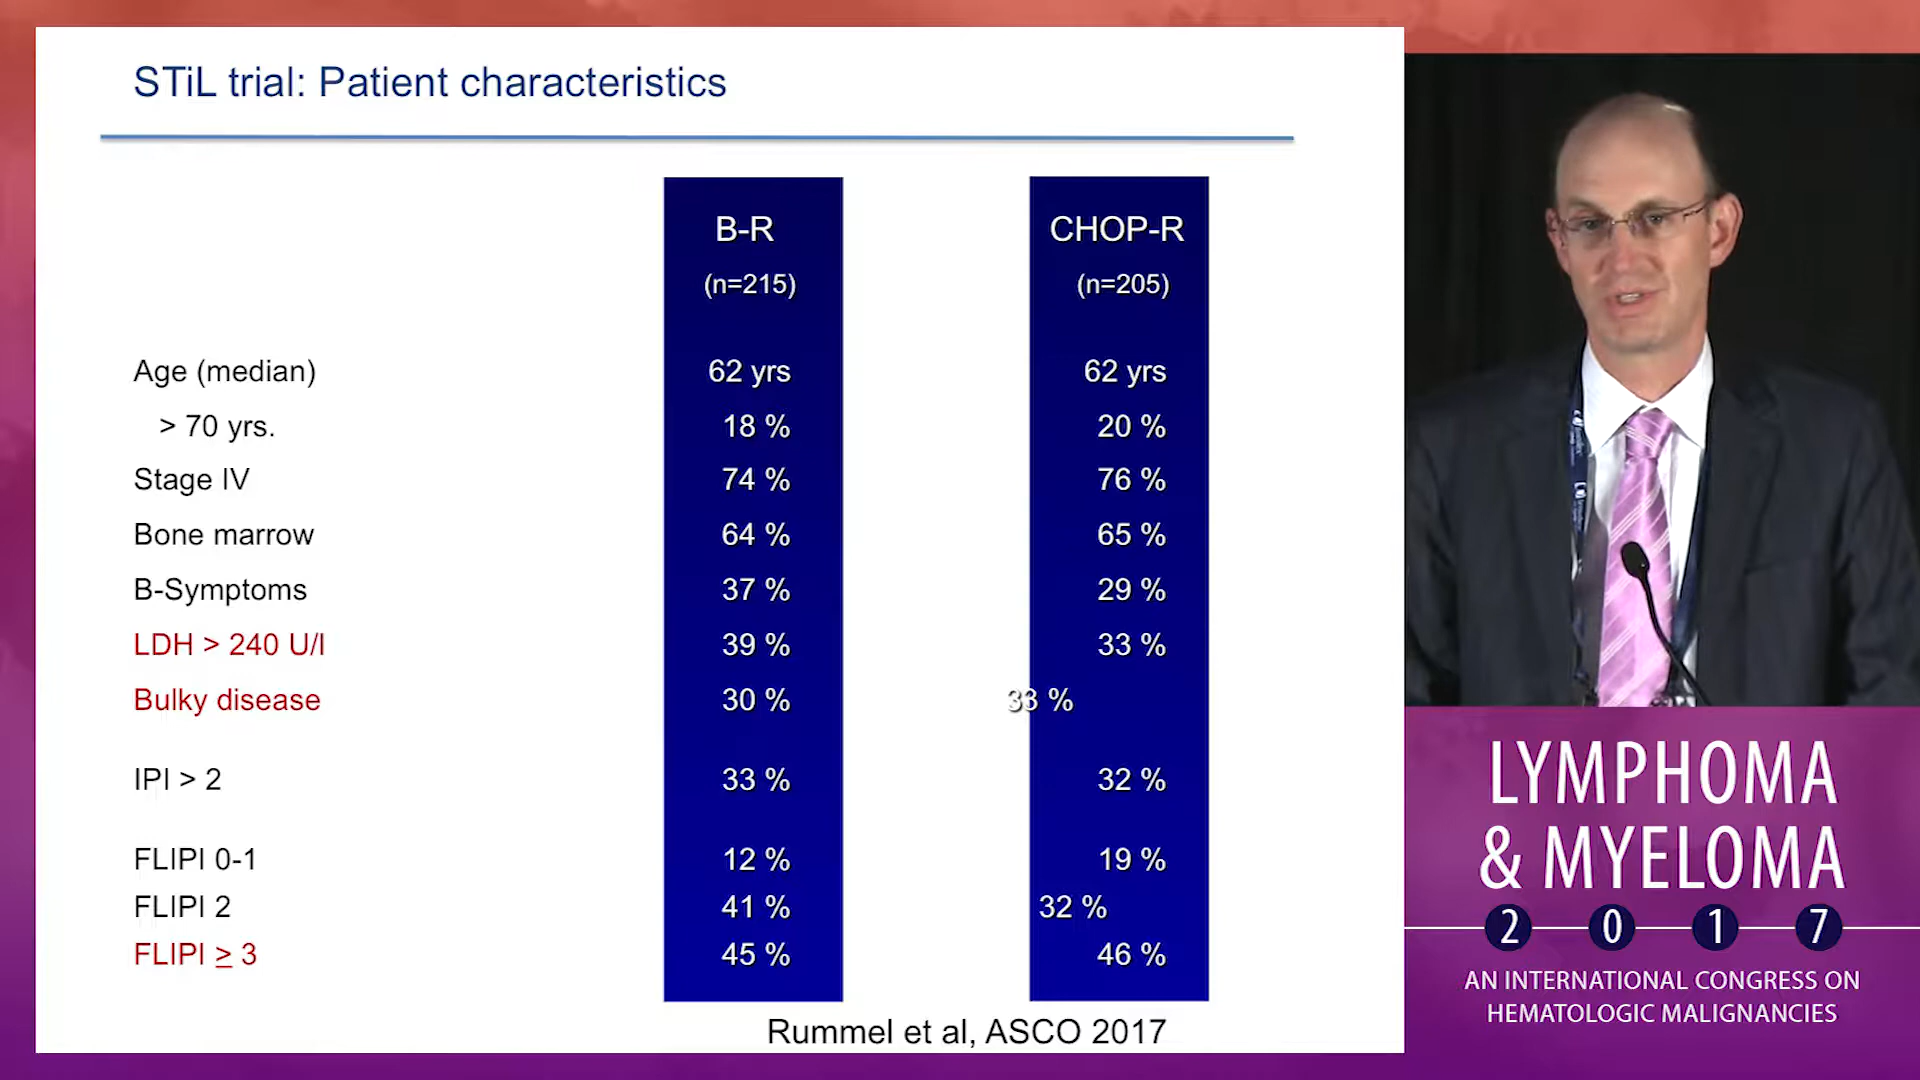 STiL trial: Patient characteristics
B-R CHOP-R
(n=215) (n=205)
Age (median) 62 yrs 62 yrs
> 70 yrs. 18 % 20 %
Stage IV 74 % 76 %
Bone marrow 64 % 65 %
B-Symptoms 37 % 29 %
LDH > 240 U/l 39 % 33 %
Bulky disease 30 % 33 %
IPI > 2 33 % 32 %
FLIPI 0-1 12 % 19 %
FLIPI 2 41 % 32 %
FLIPI ≥ 3 45 % 46 %
Rummel et al, ASCO 2017
LYMPHOMA
& MYELOMA
2 0 1 7
AN INTERNATIONAL CONGRESS ON
HEMATOLOGIC MALIGNANCIES